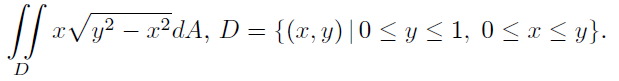 ∬_D x√(y² − x²)dA, D = {(x, y) | 0 ≤ y ≤ 1, 0 ≤ x ≤ y}.